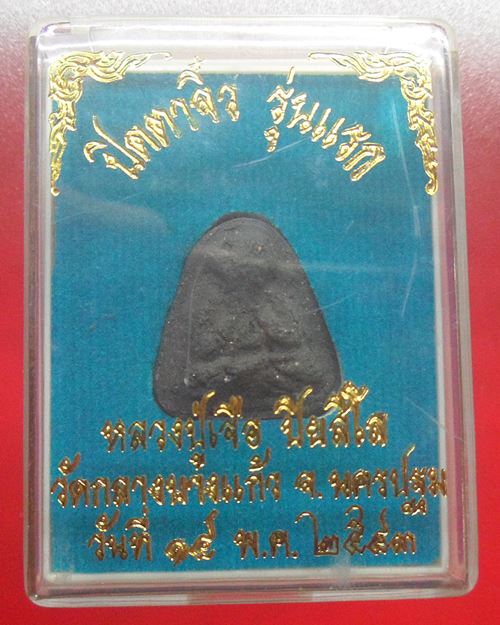 ปิดตาจิ๋ว รุ่นแรก
หลวงปู่เจือ ปิยสีโล
วัดกลางบางแก้ว จ.นครปฐม
วันที่ ๑๕ พ.ค. ๒๕๔๓